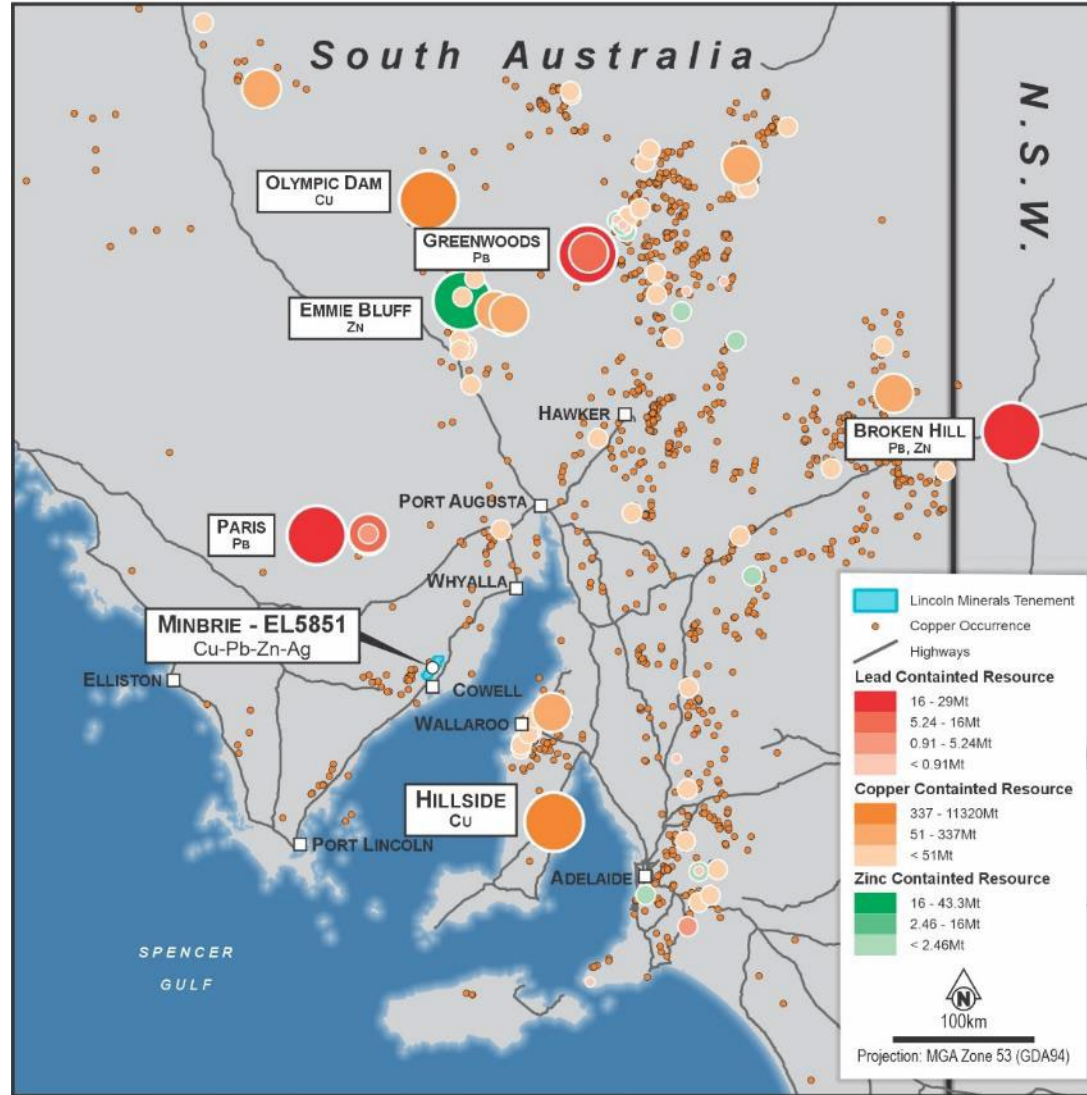 South Australia
N.S.W.
OLYMPIC DAM
CU
GREENWOODS
PB
EMMIE BLUFF
ZN
HAWKER
BROKEN HILL
PB, ZN
PORT AUGUSTA
PARIS
PB
WHYALLA
MINBRIE - EL5851
Cu-Pb-Zn-Ag
ELLISTON
COWELL
WALLAROO
HILLSIDE
CU
PORT LINCOLN
ADELAIDE
SPENCER
GULF
Lincoln Minerals Tenement
Copper Occurrence
Highways
Lead Containted Resource
16 - 29Mt
5.24 - 16Mt
0.91 - 5.24Mt
< 0.91Mt
Copper Containted Resource
337 - 11320Mt
51 - 337Mt
< 51Mt
Zinc Containted Resource
16 - 43.3Mt
2.46 - 16Mt
< 2.46Mt
N
100km
Projection: MGA Zone 53 (GDA94)